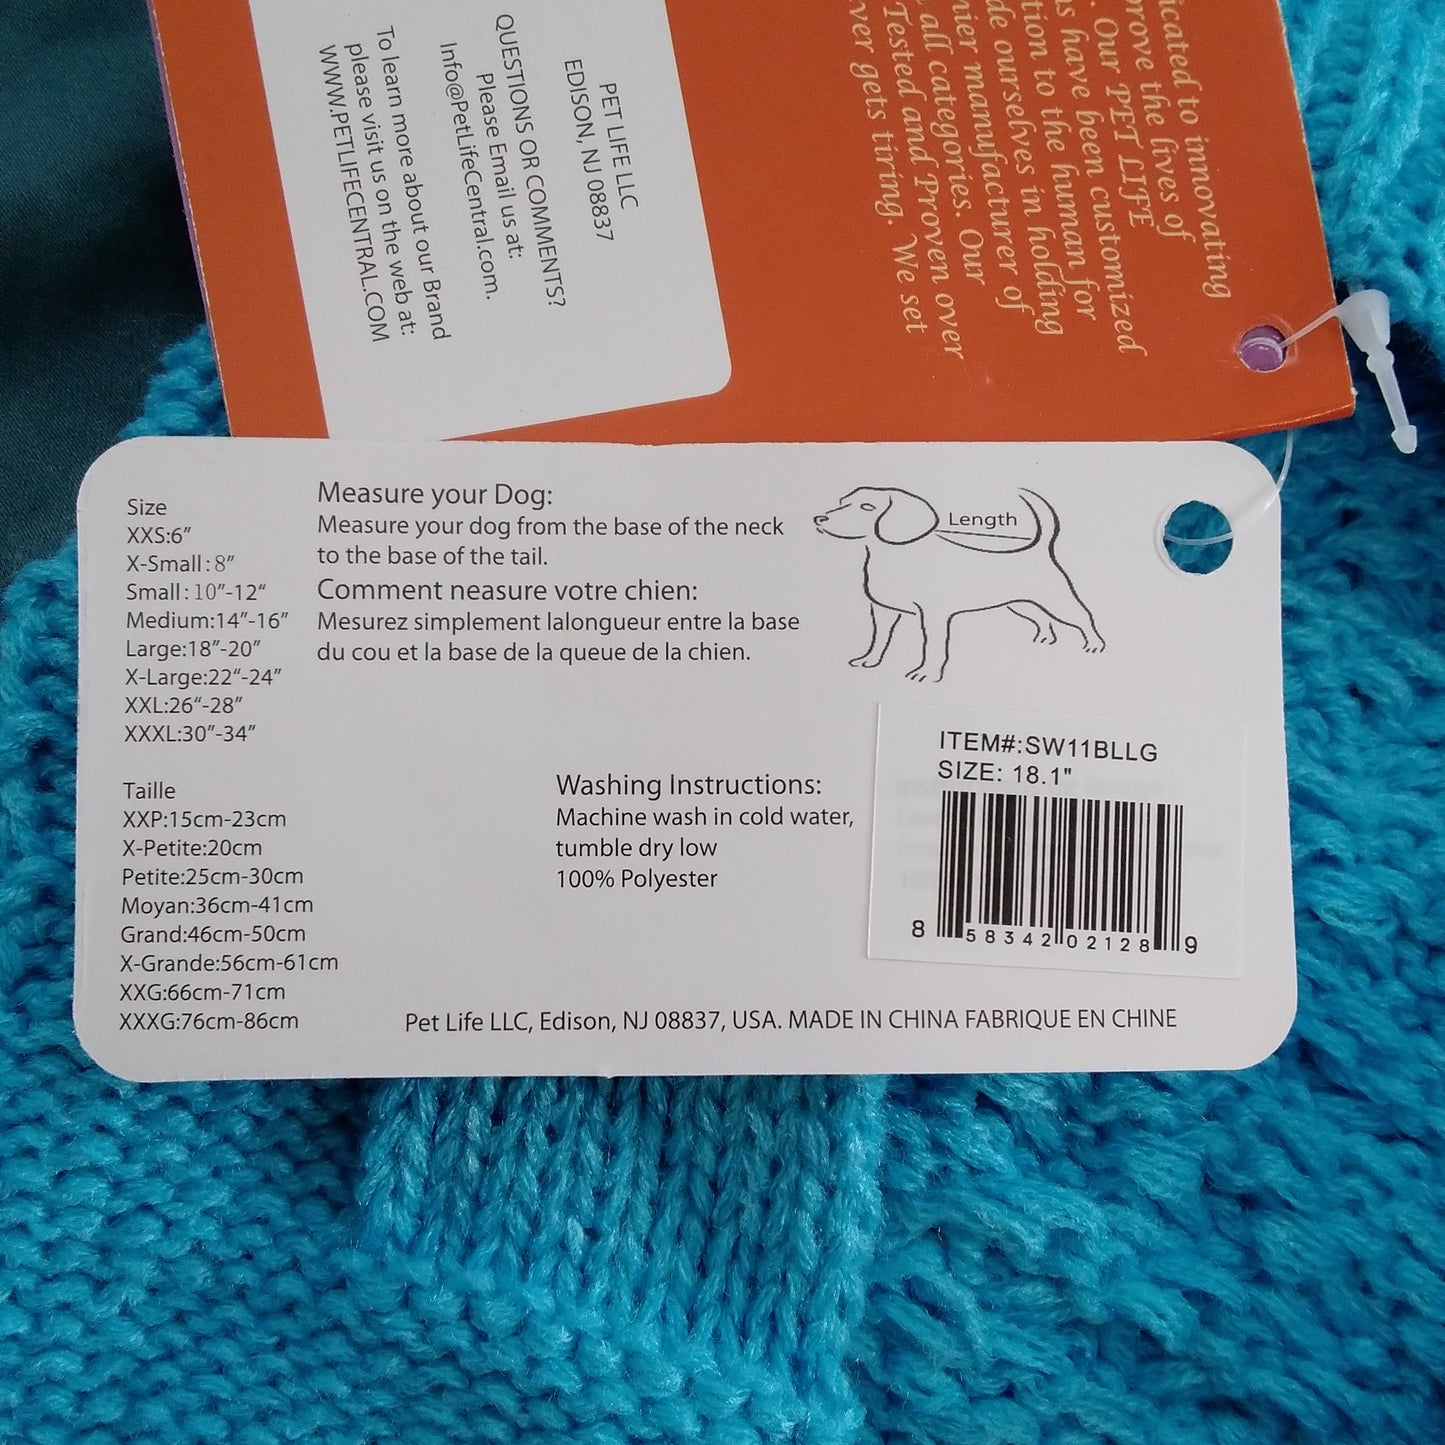 icated to innovating
prove the lives of
. Our PET LIFE
s have been customized
tion to the human for
de ourselves in holding
nier manufacturer of
all categories. Our
Tested and Proven over
ver gets tiring. We set
PET LIFE LLC
EDISON, NJ 08837
QUESTIONS OR COMMENTS?
Please Email us at:
Info@PetLifeCentral.com.
To learn more about our Brand
please visit us on the web at:
WWW.PETLIFECENTRAL.COM
Size
XXS:6”
X-Small:8”
Small:10”-12“
Medium:14”-16”
Large:18”-20”
X-Large:22“-24”
XXL:26“-28”
XXXL:30”-34”
Taille
XXP:15cm-23cm
X-Petite:20cm
Petite:25cm-30cm
Moyan:36cm-41cm
Grand:46cm-50cm
X-Grande:56cm-61cm
XXG:66cm-71cm
XXXG:76cm-86cm
Measure your Dog:
Measure your dog from the base of the neck
to the base of the tail.
Comment neasure votre chien:
Mesurez simplement lalongueur entre la base
du cou et la base de la queue de la chien.
Length
Washing Instructions:
Machine wash in cold water,
tumble dry low
100% Polyester
ITEM#:SW11BLLG
SIZE: 18.1"
8 58342 02128 9
Pet Life LLC, Edison, NJ 08837, USA. MADE IN CHINA FABRIQUE EN CHINE